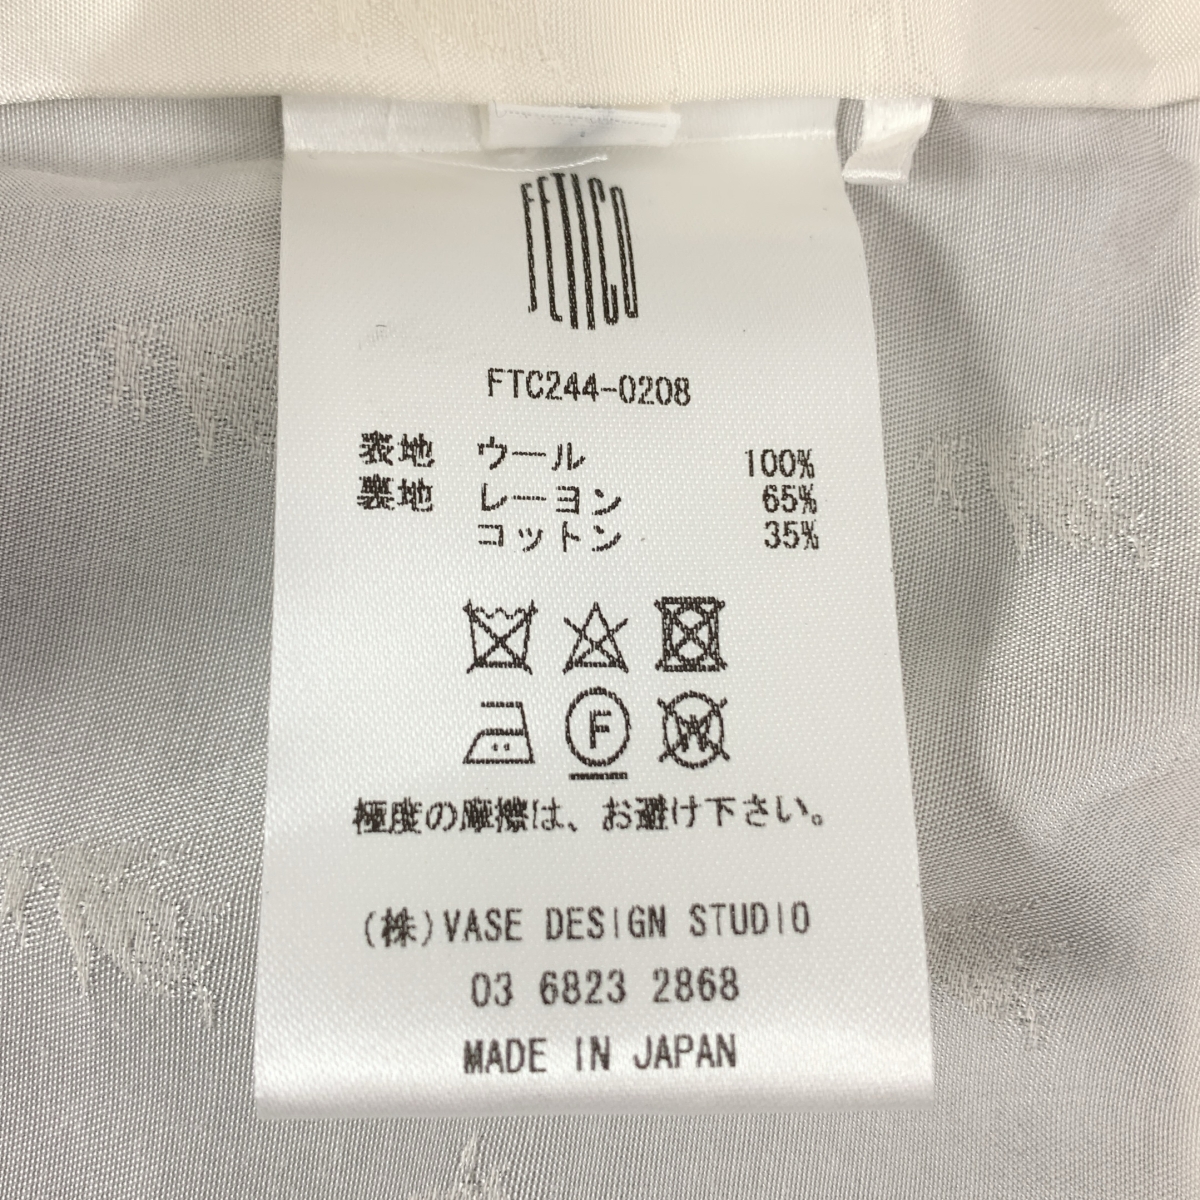 FETICO
FTC244-0208
表地 ウール 100%
裏地 レーヨン 65%
コットン 35%
F
W
極度の摩擦は、お避け下さい。
(株)VASE DESIGN STUDIO
03 6823 2868
MADE IN JAPAN